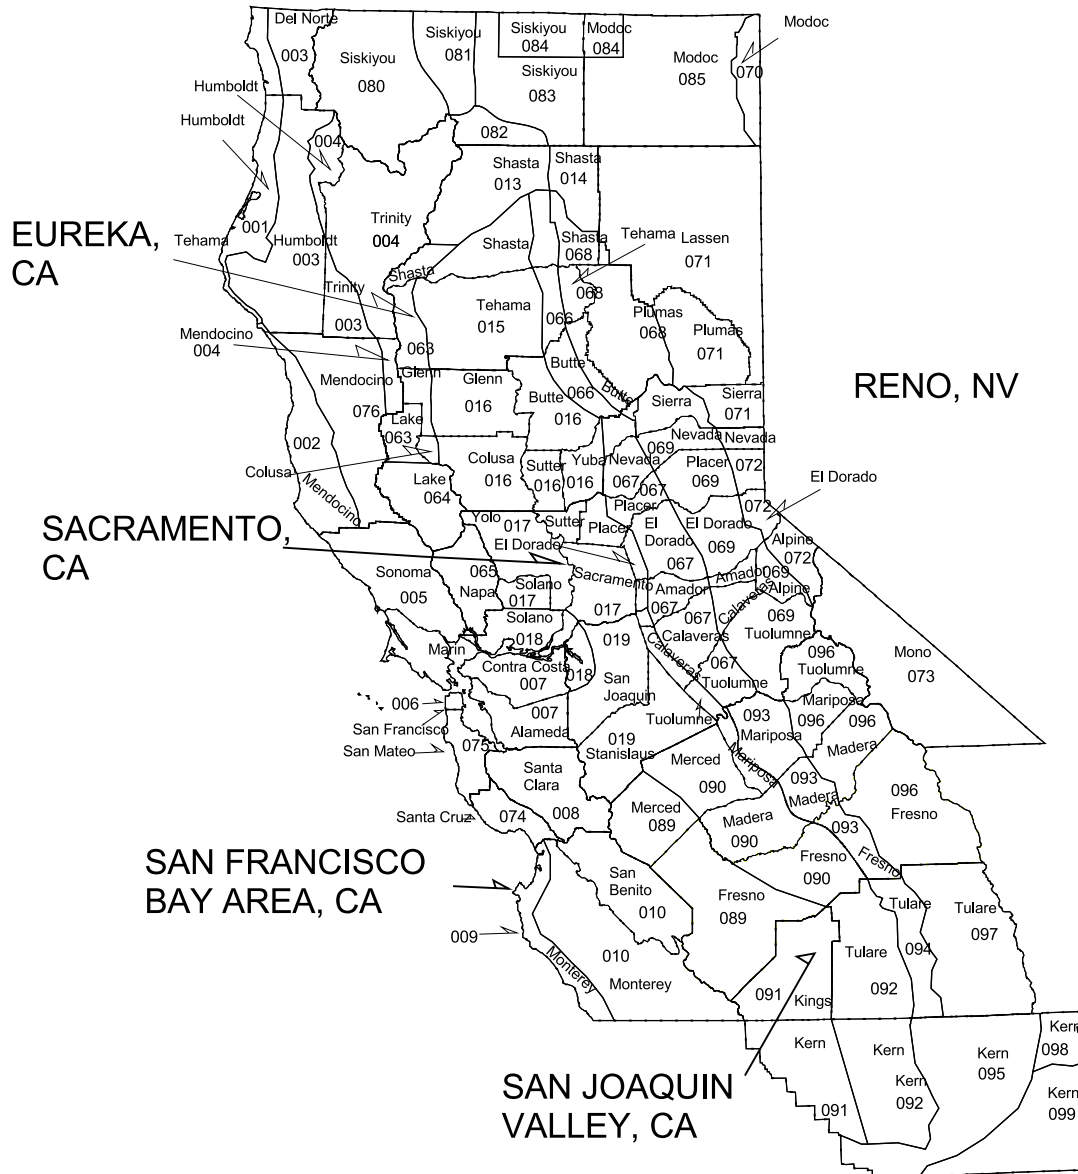 Del Norte
003
Siskiyou
080
Siskiyou
081
Siskiyou
084
Modoc
084
Siskiyou
083
Modoc
085
070
Modoc
Humboldt
Humboldt
004
082
Shasta
013
Shasta
014
001
Humboldt
003
Trinity
004
Shasta
Shasta
068
Tehama
Lassen
071
EUREKA,
CA
Tehama
Shasta
Trinity
003
Tehama
015
068
066
Plumas
068
Plumas
071
Mendocino
004
063
Glenn
Glenn
016
Butte
066
Butte
Butte
016
Sierra
Sierra
071
RENO, NV
Mendocino
076
002
Mendocino
Lake
063
Colusa
Colusa
016
Sutter
016
Yuba
016
Nevada
067
Nevada
069
Nevada
072
Placer
069
067
El Dorado
Lake
064
Yolo
017
Sutter
Placer
Placer
El
Dorado
067
El Dorado
069
072
Alpine
072
SACRAMENTO,
CA
El Dorado
Sonoma
005
065
Napa
Solano
017
Sacramento
017
Amador
067
Amador
069
Alpine
Solano
018
Marin
Contra Costa
007
018
019
San
Joaquin
Calaveras
067
Calaveras
Calaveras
067
Tuolumne
069
Tuolumne
096
Tuolumne
Mono
073
006
San Francisco
San Mateo
075
007
Alameda
019
Stanislaus
Tuolumne
093
Mariposa
Mariposa
Mariposa
096
096
Madera
Santa
Clara
008
Merced
090
093
Madera
096
Fresno
Santa Cruz
074
Merced
089
Madera
090
093
Fresno
SAN FRANCISCO
BAY AREA, CA
San
Benito
010
Fresno
089
Fresno
090
Tulare
094
Tulare
097
009
Monterey
010
Monterey
091
Kings
Tulare
092
Kern
091
Kern
Kern
092
Kern
095
Kern
098
Kern
099
SAN JOAQUIN
VALLEY, CA